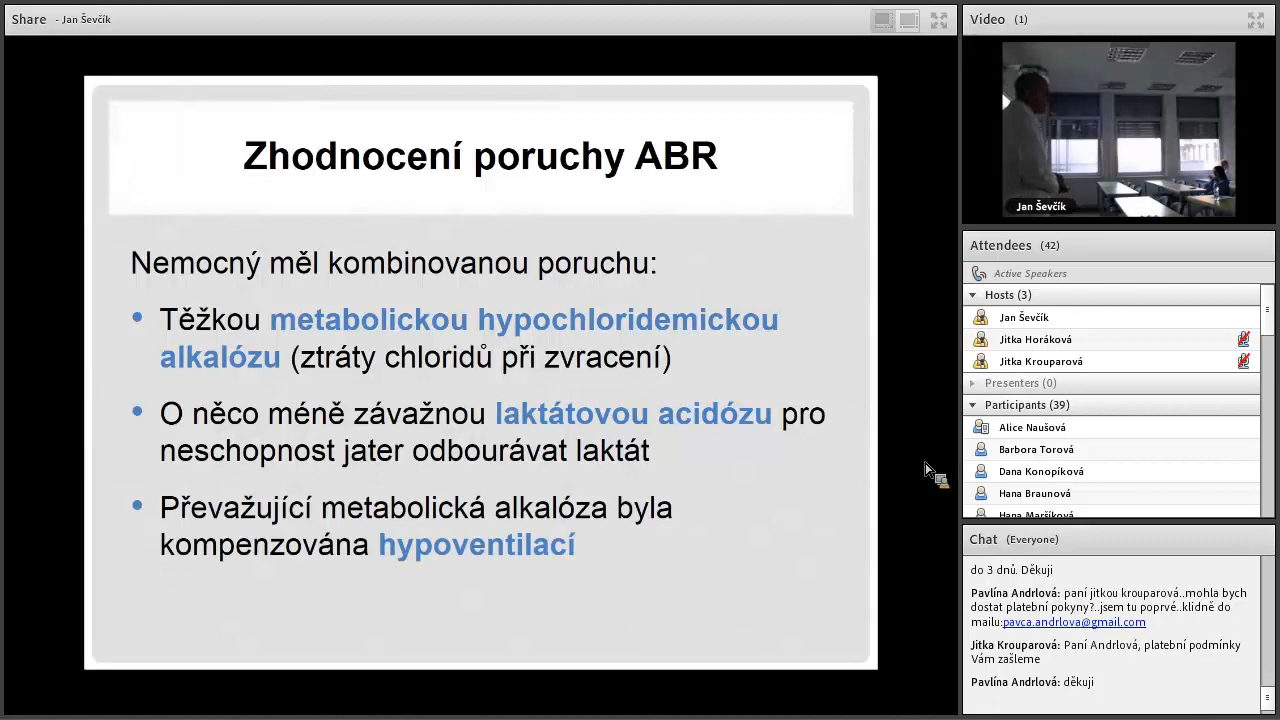 Share - Jan Ševčík
Zhodnocení poruchy ABR
Nemocný měl kombinovanou poruchu:
• Těžkou metabolickou hypochloridemickou
alkalózu (ztráty chloridů při zvracení)
• O něco méně závažnou laktátovou acidózu pro
neschopnost jater odbourávat laktát
• Převažující metabolická alkalóza byla
kompenzována hypoventilací
Video (1)
Jan Ševčík
Attendees (42)
Active Speakers
Hosts (3)
Jan Ševčík
Jitka Horáková
Jitka Krouparová
Presenters (0)
Participants (39)
Alice Naušová
Barbora Torová
Dana Konopíková
Hana Braunová
Hana Maršíková
Chat (Everyone)
do 3 dnů. Děkuji
Pavlína Andrlová: paní jitkou krouparová..mohla bych
dostat platební pokyny?..jsem tu poprvé..klidně do
mailu:pavca.andrlova@gmail.com
Jitka Krouparová: Paní Andrlová, platební podmínky
Vám zašleme
Pavlína Andrlová: děkuji